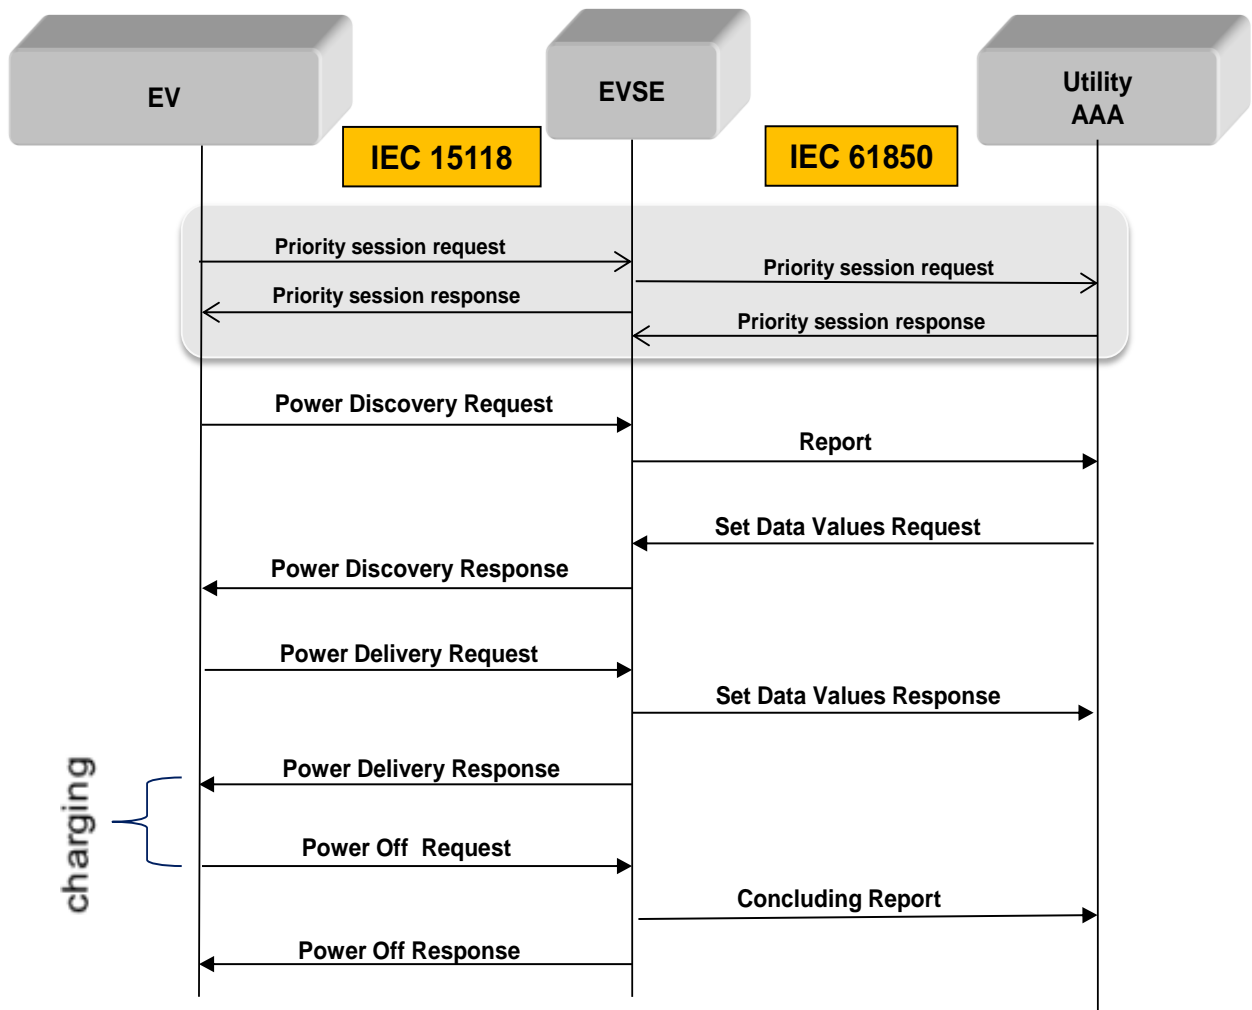 EV
EVSE
Utility
AAA
IEC 15118
IEC 61850
Priority session request
Priority session request
Priority session response
Priority session response
Power Discovery Request
Report
Set Data Values Request
Power Discovery Response
Power Delivery Request
Set Data Values Response
Power Delivery Response
charging
Power Off  Request
Concluding Report
Power Off Response